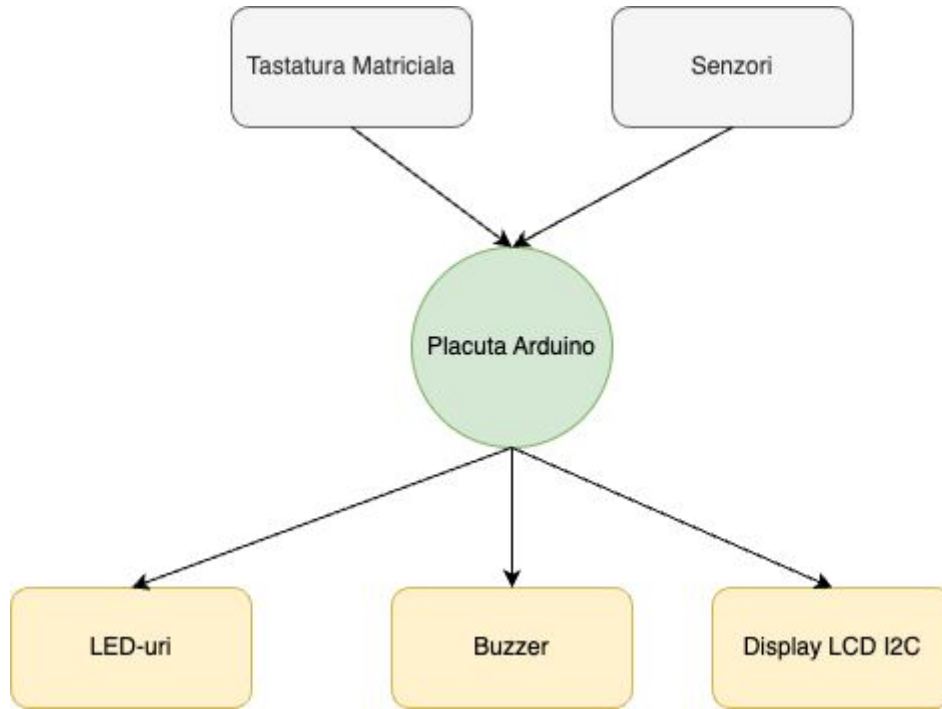 Tastatura Matriciala
Senzori
Placuta Arduino
LED-uri
Buzzer
Display LCD I2C